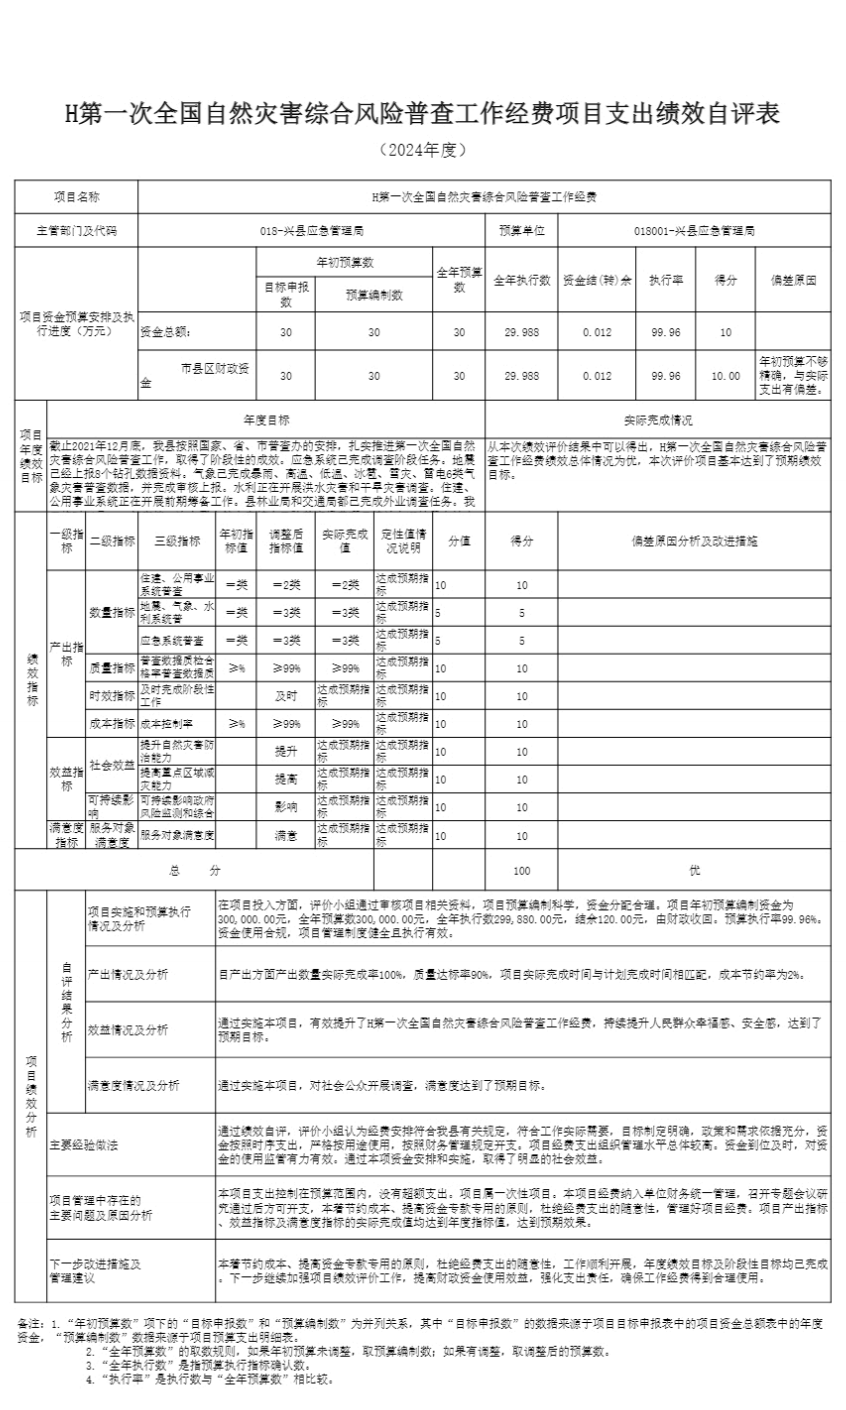 H第一次全国自然灾害综合风险普查工作经费项目支出绩效自评表
（2024年度）
项目名称
H第一次全国自然灾害综合风险普查工作经费
主管部门及代码
018-兴县应急管理局
预算单位
018001-兴县应急管理局
项目资金预算安排及执
行进度（万元）
年初预算数
目标申报
数
预算编制数
全年预算
数
全年执行数
资金结(转)余
执行率
得分
偏差原因
资金总额:
30
30
30
29.988
0.012
99.96
10
市县区财政资
金
30
30
30
29.988
0.012
99.96
10.00
年初预算不够
精确，与实际
支出有偏差。
项目
年度
绩效
目标
年度目标
实际完成情况
截止2021年12月底，我县按照国家、省、市普查办的安排，扎实推进第一次全国自然
灾害综合风险普查工作，取得了阶段性的成效。应急系统已完成调查阶段任务。地震
已经上报8个钻孔数据资料。气象已完成暴雨、高温、低温、冰雹、雪灾、雷电6类气
象灾害普查数据，并完成审核上报。水利正在开展洪水灾害和干旱灾害调查。住建、
公用事业系统正在开展前期筹备工作。县林业局和交通局都已完成外业调查任务。我
从本次绩效评价结果中可以得出，H第一次全国自然灾害综合风险普
查工作经费绩效总体情况为优，本次评价项目基本达到了预期绩效
目标。
绩
效
指
标
一级指
标
二级指标
三级指标
年初指
标值
调整后
指标值
实际完成
值
定性值情
况说明
分值
得分
偏差原因分析及改进措施
产出指
标
数量指标
住建、公用事业
系统普查
＝类
＝2类
＝2类
达成预期指
标
10
10
地震、气象、水
利系统普
＝类
＝3类
＝3类
达成预期指
标
5
5
应急系统普查
＝类
＝3类
＝3类
达成预期指
标
5
5
质量指标
普查数据质检合
格率普查数据质
≥%
≥99%
≥99%
达成预期指
标
10
10
时效指标
及时完成阶段性
工作
及时
达成预期指
标
达成预期指
标
10
10
成本指标
成本控制率
≥%
≥99%
≥99%
达成预期指
标
10
10
效益指
标
社会效益
提升自然灾害防
治能力
提升
达成预期指
标
达成预期指
标
10
10
提高重点区域减
灾能力
提高
达成预期指
标
达成预期指
标
10
10
可持续影
响
可持续影响政府
风险监测和综合
影响
达成预期指
标
达成预期指
标
10
10
满意度
指标
服务对象
满意度
服务对象满意度
满意
达成预期指
标
达成预期指
标
10
10
总 分
100
优
项
目
绩
效
分
析
自
评
结
果
分
析
项目实施和预算执行
情况及分析
在项目投入方面，评价小组通过审核项目相关资料，项目预算编制科学，资金分配合理。项目年初预算编制资金为
300,000.00元，全年预算数300,000.00元，全年执行数299,880.00元，结余120.00元，由财政收回。预算执行率99.96%。
资金使用合规，项目管理制度健全且执行有效。
产出情况及分析
目产出方面产出数量实际完成率100%，质量达标率90%，项目实际完成时间与计划完成时间相匹配，成本节约率为2%。
效益情况及分析
通过实施本项目，有效提升了H第一次全国自然灾害综合风险普查工作经费，持续提升人民群众幸福感、安全感，达到了
预期目标。
满意度情况及分析
通过实施本项目，对社会公众开展调查，满意度达到了预期目标。
主要经验做法
通过绩效自评，评价小组认为经费安排符合我县有关规定，符合工作实际需要，目标制定明确，政策和需求依据充分，资
金按照时序支出，严格按用途使用，按照财务管理规定开支。项目经费支出组织管理水平总体较高。资金到位及时，对资
金的使用监管有力有效。通过本项资金安排和实施，取得了明显的社会效益。
项目管理中存在的
主要问题及原因分析
本项目支出控制在预算范围内，没有超额支出。项目属一次性项目。本项目经费纳入单位财务统一管理，召开专题会议研
究通过后方可开支，本着节约成本、提高资金专款专用的原则，杜绝经费支出的随意性，管理好项目经费。项目产出指标
、效益指标及满意度指标的实际完成值均达到年度指标值，达到预期效果。
下一步改进措施及
管理建议
本着节约成本、提高资金专款专用的原则，杜绝经费支出的随意性，工作顺利开展，年度绩效目标及阶段性目标均已完成
。下一步继续加强项目绩效评价工作，提高财政资金使用效益，强化支出责任，确保工作经费得到合理使用。
备注：1.“年初预算数”项下的“目标申报数”和“预算编制数”为并列关系，其中“目标申报数”的数据来源于项目目标申报表中的项目资金总额表中的年度
资金，“预算编制数”数据来源于项目预算支出明细表。
2.“全年预算数”的取数规则，如果年初预算未调整，取预算编制数；如果有调整，取调整后的预算数。
3.“全年执行数”是指预算执行指标确认数。
4.“执行率”是执行数与“全年预算数”相比较。